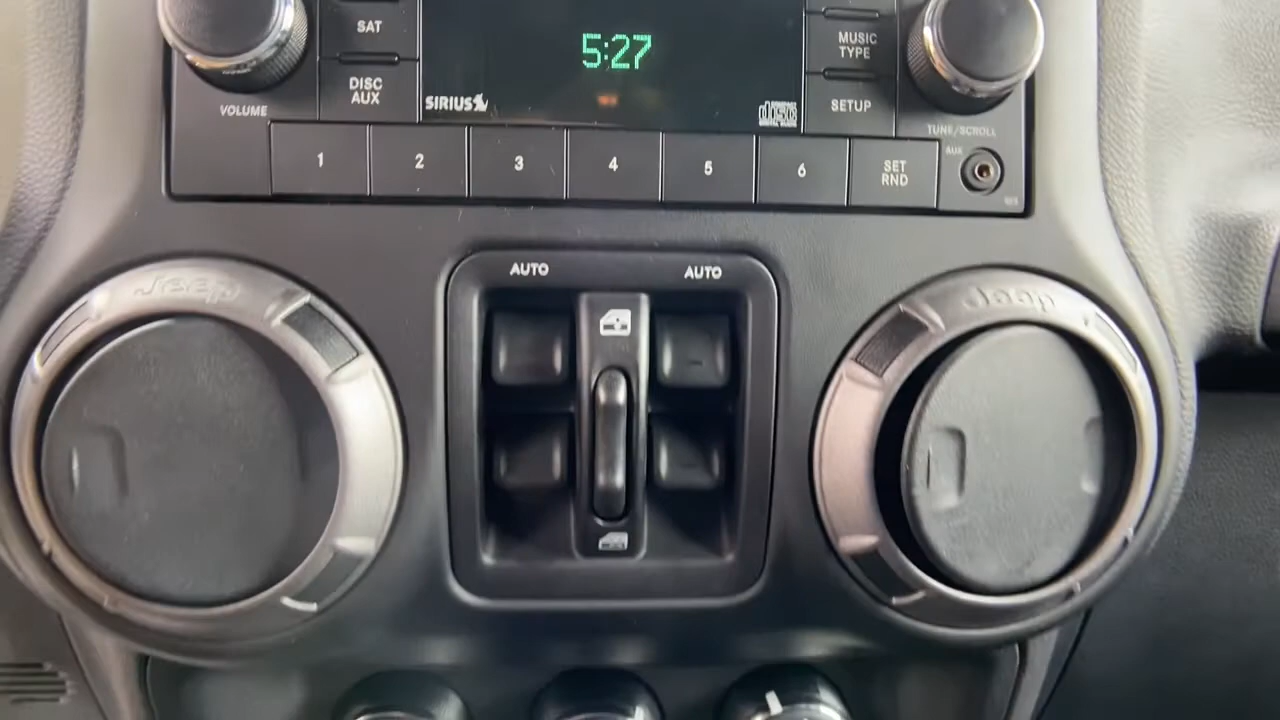 SAT
5:27
MUSIC
TYPE
DISC
AUX
SIRIUS
SETUP
VOLUME
TUNE/SCROLL
AUX
1
2
3
4
5
6
SET
RND
AUTO
AUTO
Jeep
Jeep